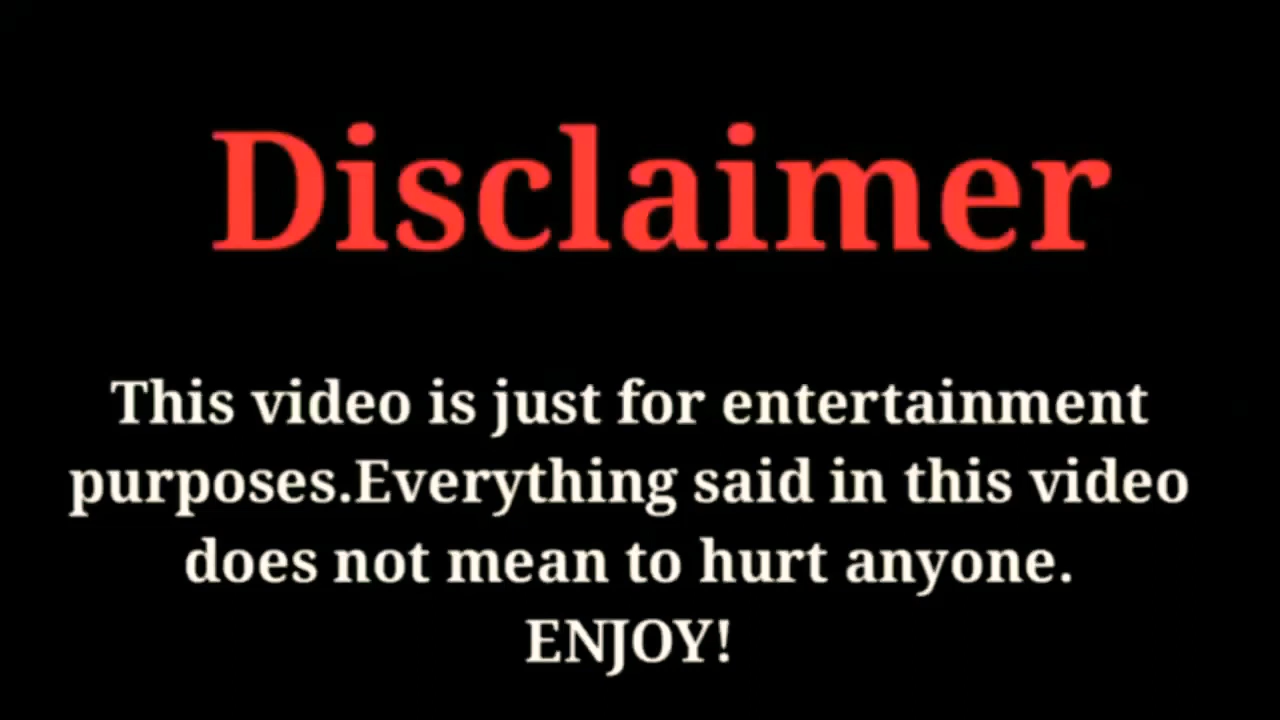 Disclaimer
This video is just for entertainment
purposes.Everything said in this video
does not mean to hurt anyone.
ENJOY!